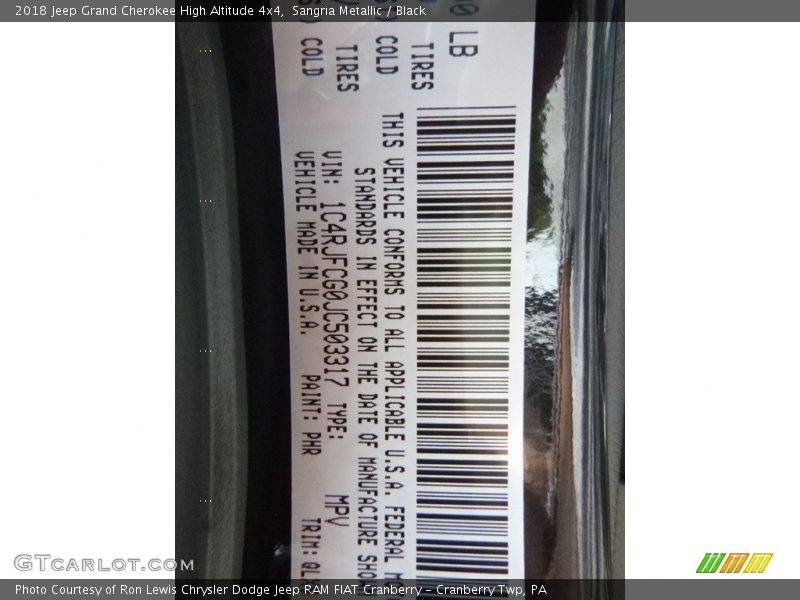 2018 Jeep Grand Cherokee High Altitude 4x4, Sangria Metallic / Black
LB
TIRES
COLD
TIRES
COLD
THIS VEHICLE CONFORMS TO ALL APPLICABLE U.S.A. FEDERAL
STANDARDS IN EFFECT ON THE DATE OF MANUFACTURE
VIN: 1C4RJFCG0JC503317 TYPE: MPV
VEHICLE MADE IN U.S.A. PAINT: PHR TRIM:
GTcarlot.com
Photo Courtesy of Ron Lewis Chrysler Dodge Jeep RAM FIAT Cranberry – Cranberry Twp, PA